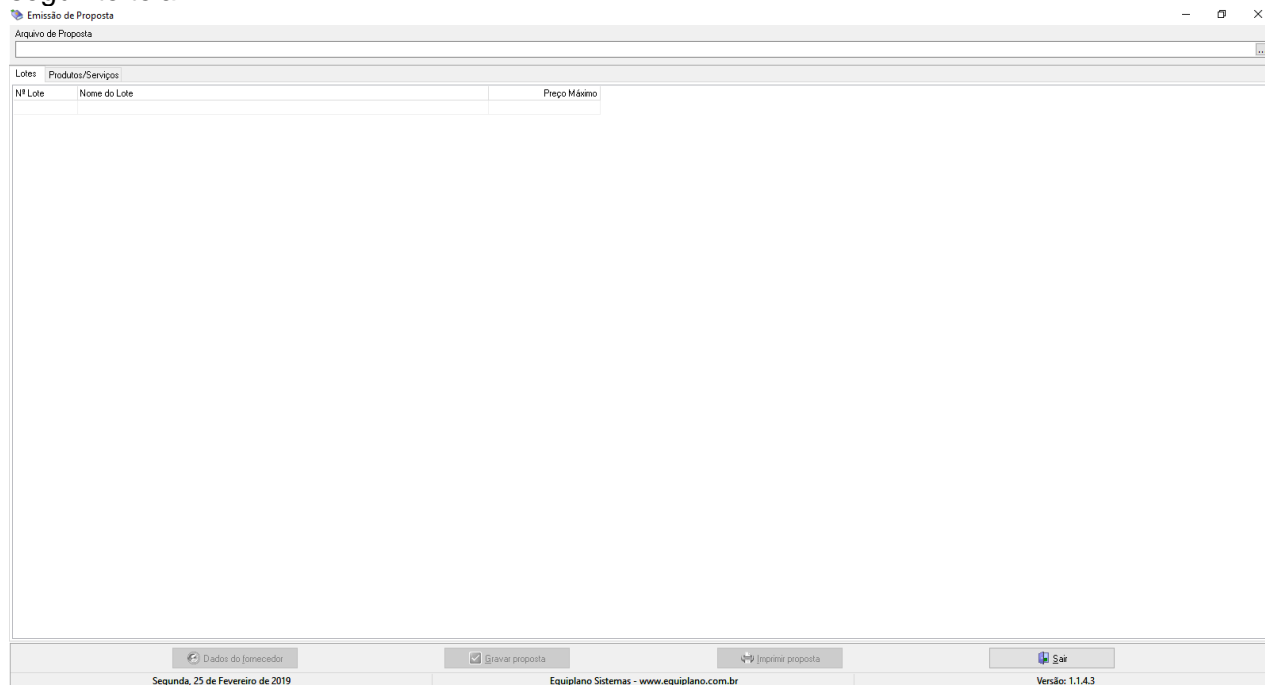 Emissão de Proposta
Arquivo de Proposta
...
Lotes Produtos/Serviços
Nº Lote Nome do Lote Preço Máximo
Dados do fornecedor Gravar proposta Imprimir proposta Sair
Segunda, 25 de Fevereiro de 2019 Equiplano Sistemas - www.equiplano.com.br Versão: 1.1.4.3